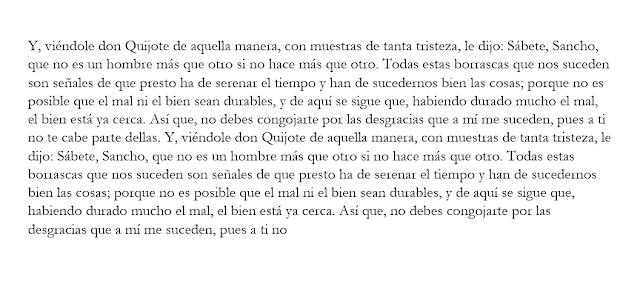 Y, viéndole don Quijote de aquella manera, con muestras de tanta tristeza, le dijo: Sábete, Sancho,
que no es un hombre más que otro si no hace más que otro. Todas estas borrascas que nos suceden
son señales de que presto ha de serenar el tiempo y han de sucedernos bien las cosas; porque no es
posible que el mal ni el bien sean durables, y de aquí se sigue que, habiendo durado mucho el mal,
el bien está ya cerca. Así que, no debes congojarte por las desgracias que a mí me suceden, pues a ti
no te cabe parte dellas. Y, viéndole don Quijote de aquella manera, con muestras de tanta tristeza, le
dijo: Sábete, Sancho, que no es un hombre más que otro si no hace más que otro. Todas estas
borrascas que nos suceden son señales de que presto ha de serenar el tiempo y han de sucedernos
bien las cosas; porque no es posible que el mal ni el bien sean durables, y de aquí se sigue que,
habiendo durado mucho el mal, el bien está ya cerca. Así que, no debes congojarte por las
desgracias que a mí me suceden, pues a ti no